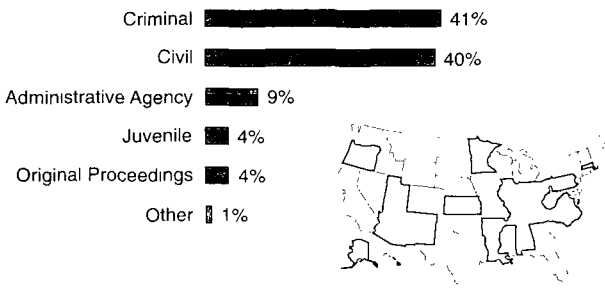 Criminal 41%
Civil 40%
Administrative Agency 9%
Juvenile 4%
Original Proceedings 4%
Other 1%